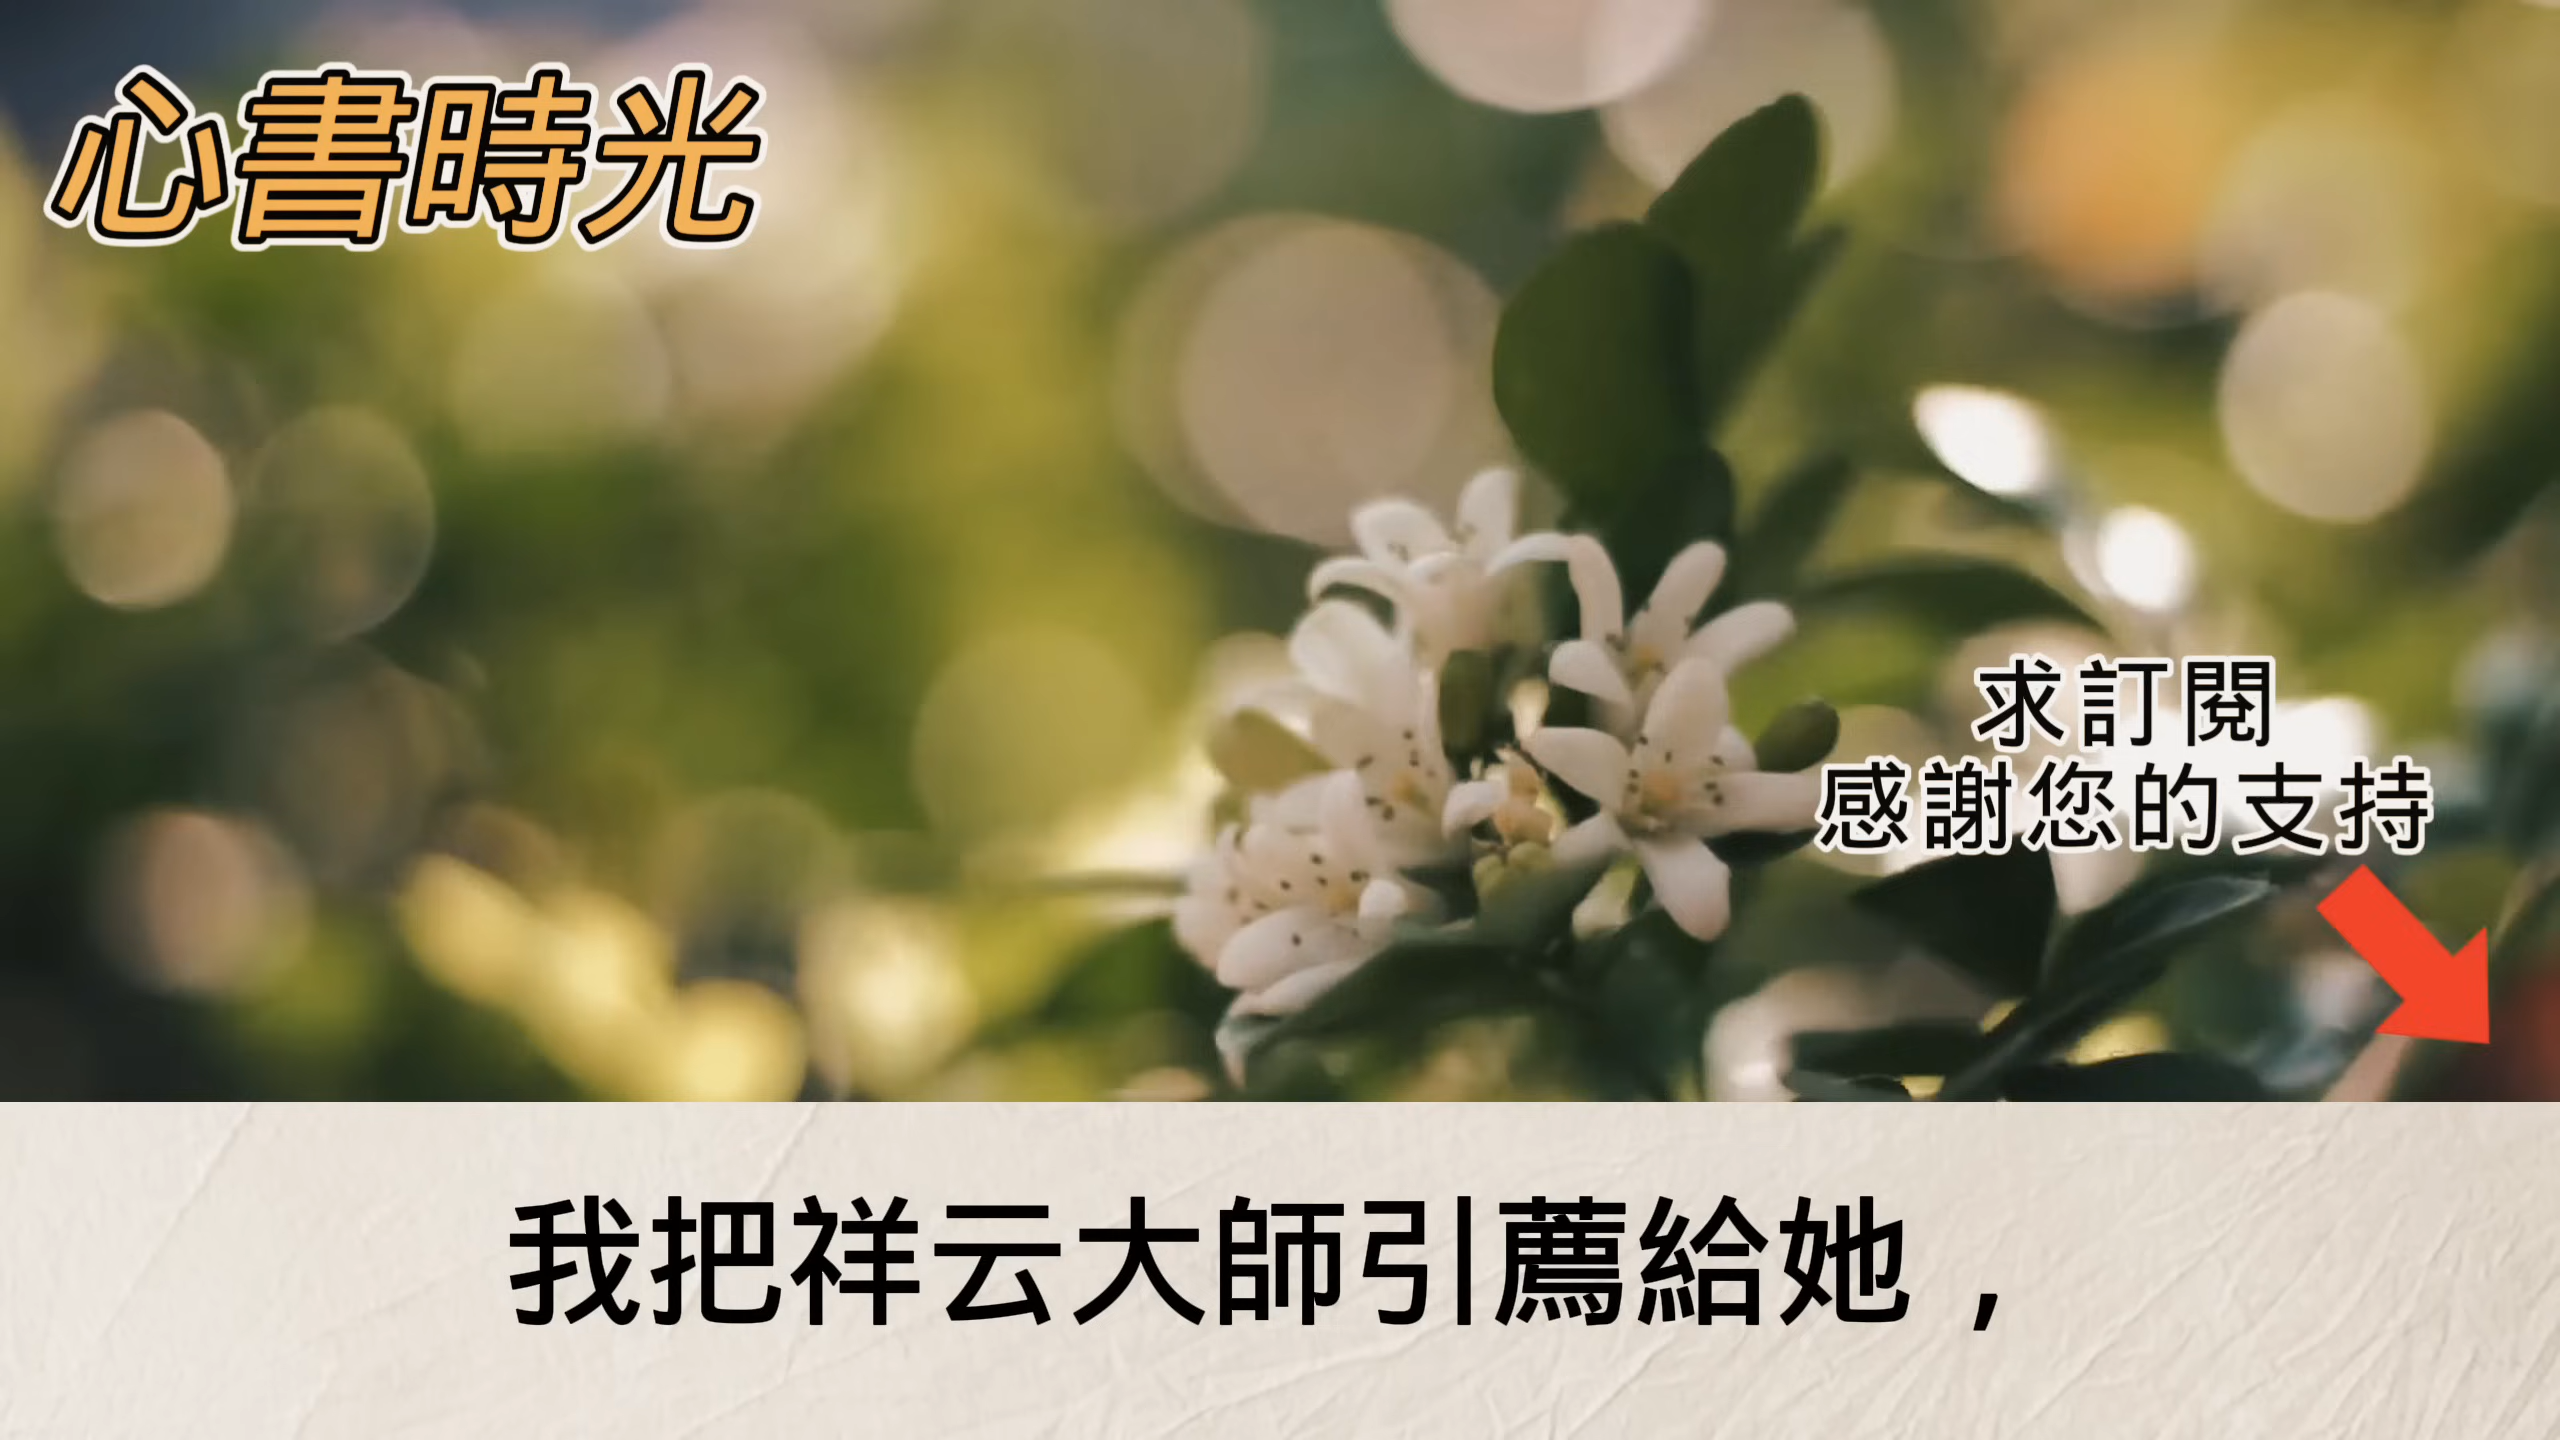 心書時光
求訂閱
感謝您的支持
我把祥云大師引薦給她，